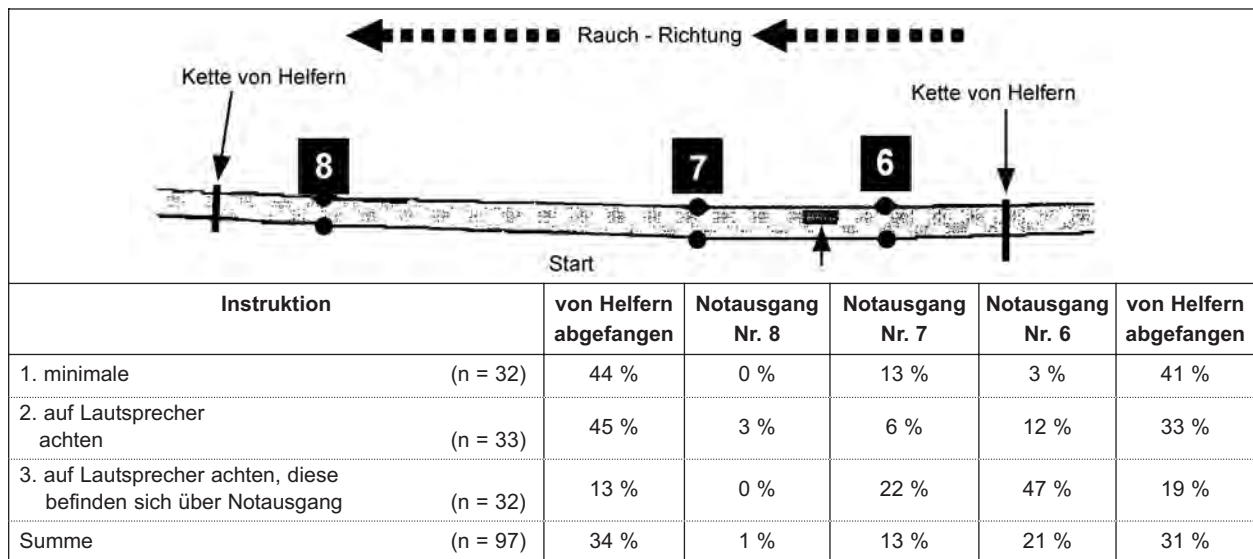 Rauch - Richtung
Kette von Helfern
Kette von Helfern
8
7
6
Start
Instruktion von Helfern abgefangen Notausgang Nr. 8 Notausgang Nr. 7 Notausgang Nr. 6 von Helfern abgefangen
1. minimale (n = 32) 44 % 0 % 13 % 3 % 41 %
2. auf Lautsprecher
achten (n = 33) 45 % 3 % 6 % 12 % 33 %
3. auf Lautsprecher achten, diese
befinden sich über Notausgang (n = 32) 13 % 0 % 22 % 47 % 19 %
Summe (n = 97) 34 % 1 % 13 % 21 % 31 %